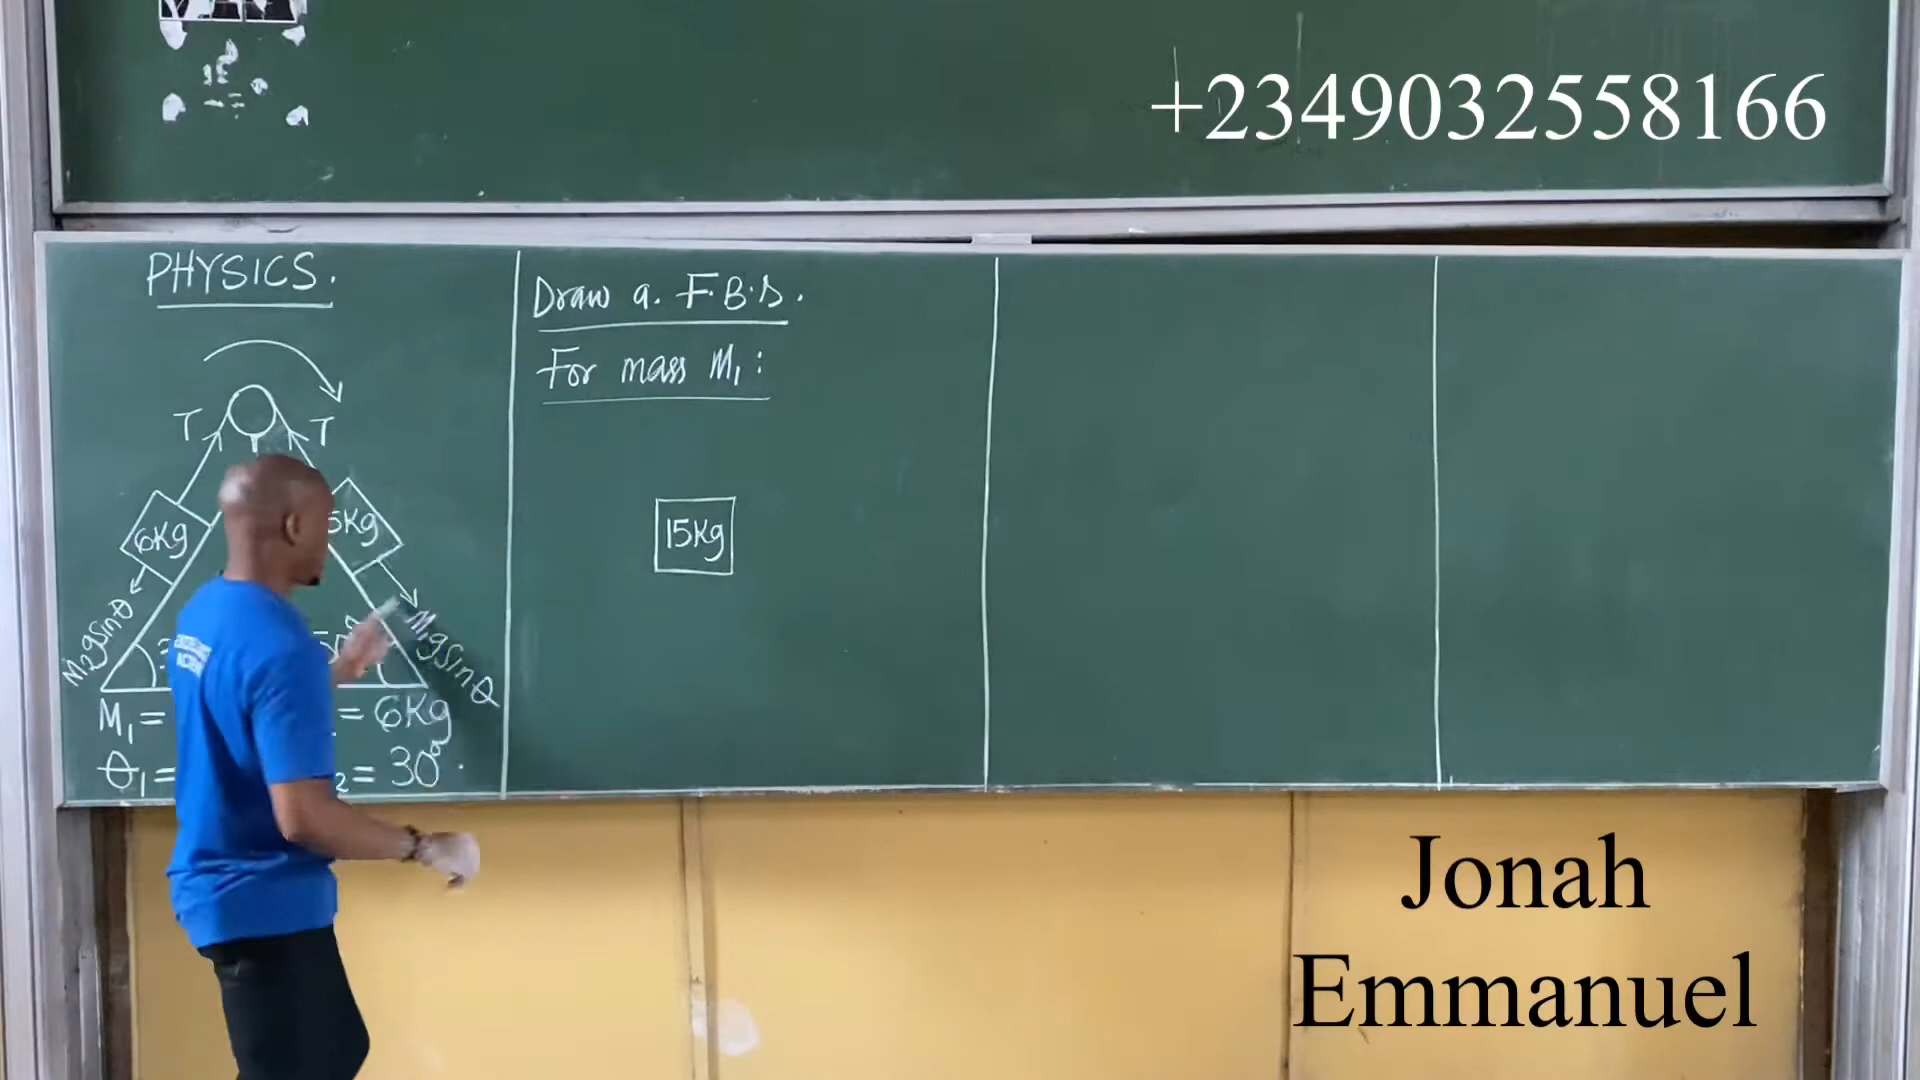 +2349032558166
PHYSICS.
T
T
6Kg
5Kg
M2gsinθ
M1gsinθ
M1=
= 6Kg
θ1=
2= 30°.
Draw a. F.B.D.
For mass M1:
15Kg
Jonah
Emmanuel